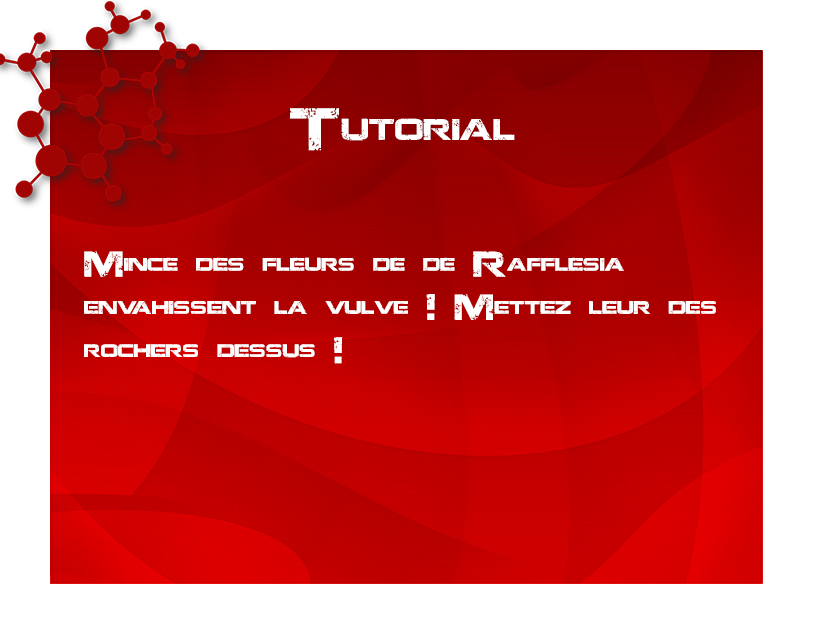 Tutorial
Mince des fleurs de de Rafflesia
envahissent la vulve ! Mettez leur des
rochers dessus !